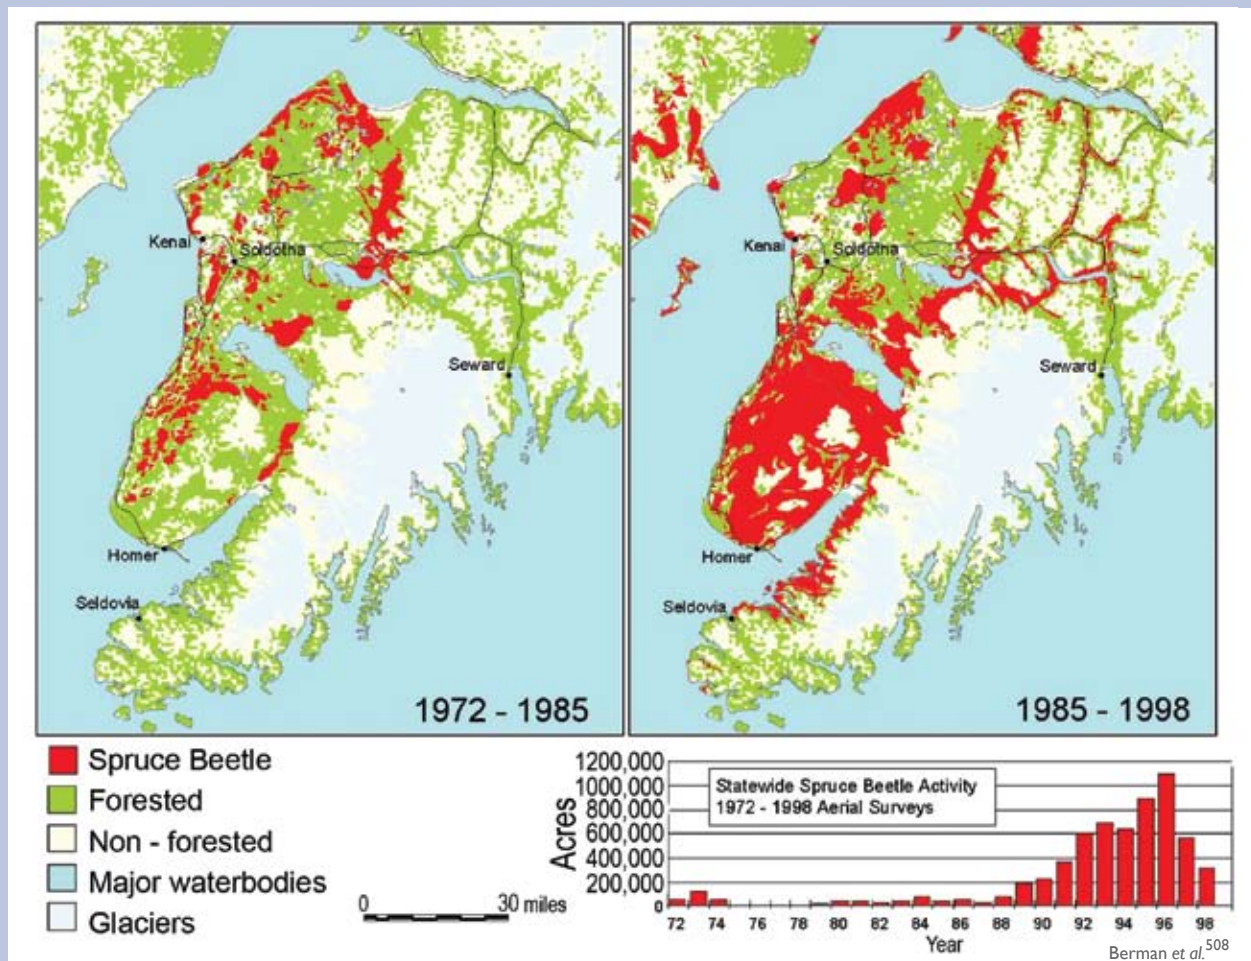 Kenai
Soldotna
Seward
Homer
Seldovia
1972 - 1985
Kenai
Soldotna
Seward
Homer
Seldovia
1985 - 1998
Spruce Beetle
Forested
Non - forested
Major waterbodies
Glaciers
0 30 miles
Statewide Spruce Beetle Activity
1972 - 1998 Aerial Surveys
Acres
1200,000
1000,000
800,000
600,000
400,000
200,000
0
72 74 76 78 80 82 84 86 88 90 92 94 96 98
Year
Berman et al.508